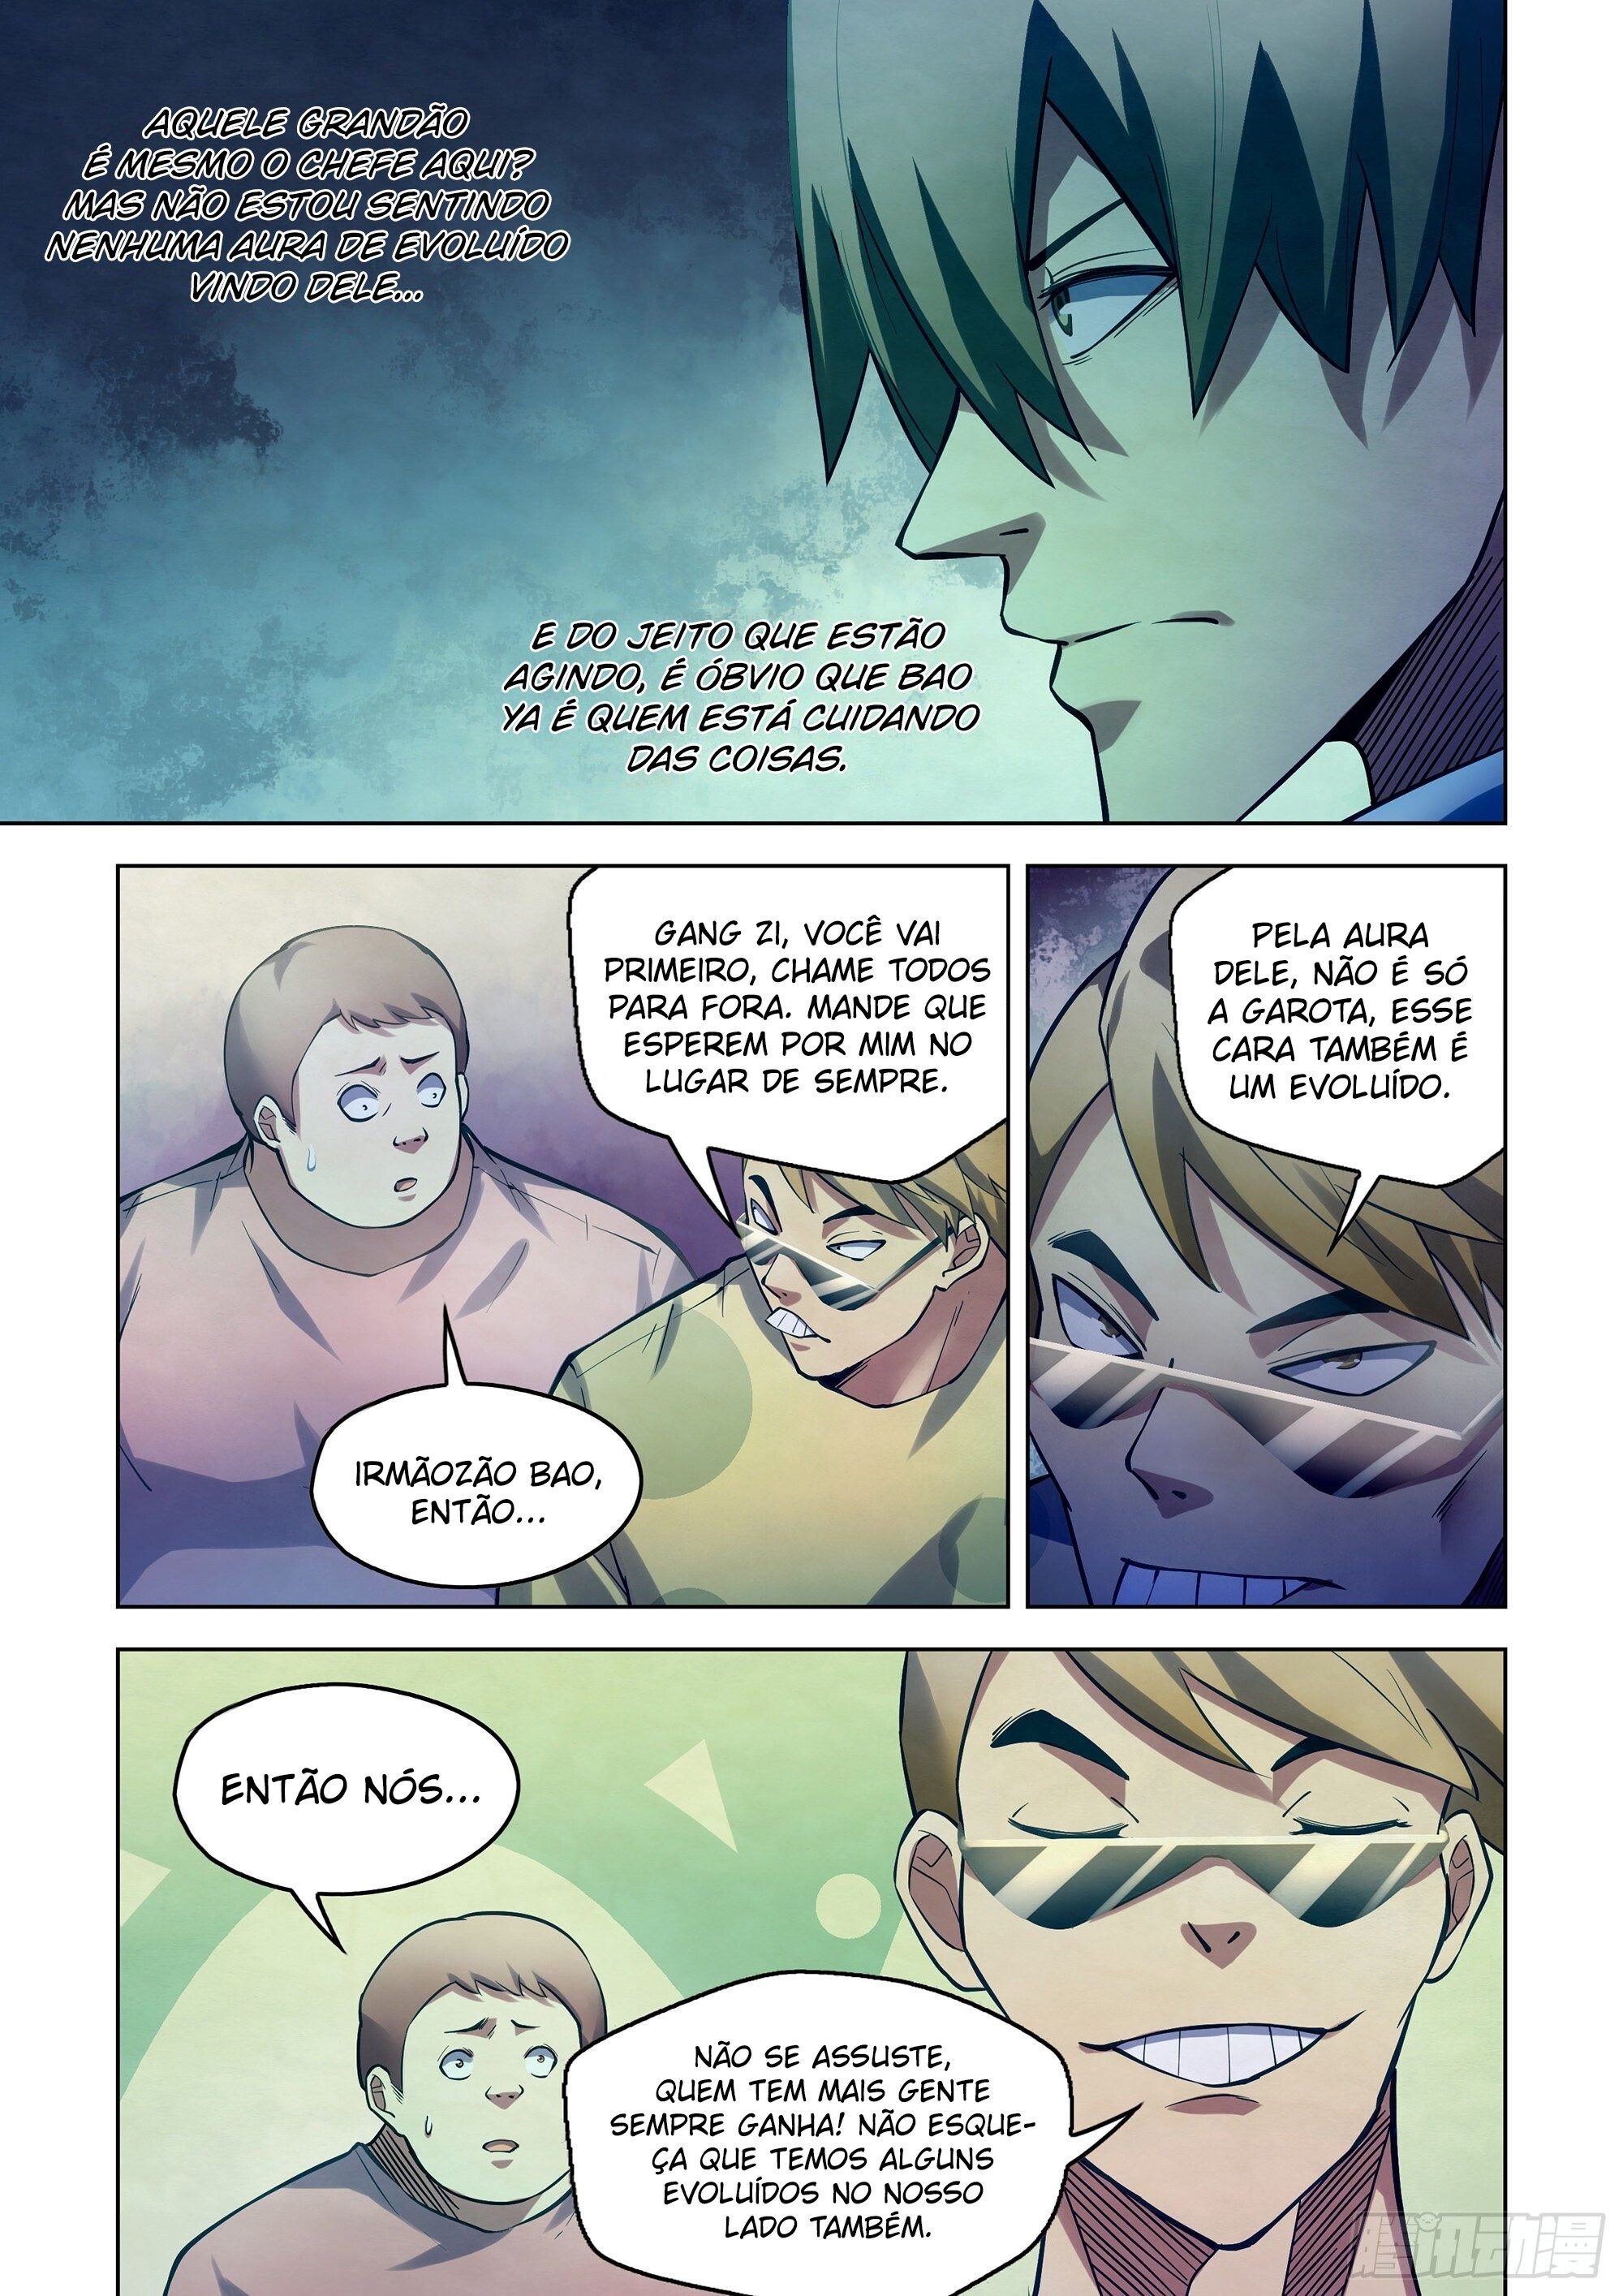 AQUELE GRANDÃO
É MESMO O CHEFE AQUI?
MAS NÃO ESTOU SENTINDO
NENHUMA AURA DE EVOLUÍDO
VINDO DELE...
E DO JEITO QUE ESTÃO
AGINDO, É ÓBVIO QUE BAO
YA É QUEM ESTÁ CUIDANDO
DAS COISAS.
GANG ZI, VOCÊ VAI
PRIMEIRO, CHAME TODOS
PARA FORA. MANDE QUE
ESPEREM POR MIM NO
LUGAR DE SEMPRE.
IRMÃOZÃO BAO,
ENTÃO...
PELA AURA
DELE, NÃO É SÓ
A GAROTA, ESSE
CARA TAMBÉM É
UM EVOLUÍDO.
ENTÃO NÓS...
NÃO SE ASSUSTE,
QUEM TEM MAIS GENTE
SEMPRE GANHA! NÃO ESQUE-
ÇA QUE TEMOS ALGUNS
EVOLUÍDOS NO NOSSO
LADO TAMBÉM.
腾讯动漫